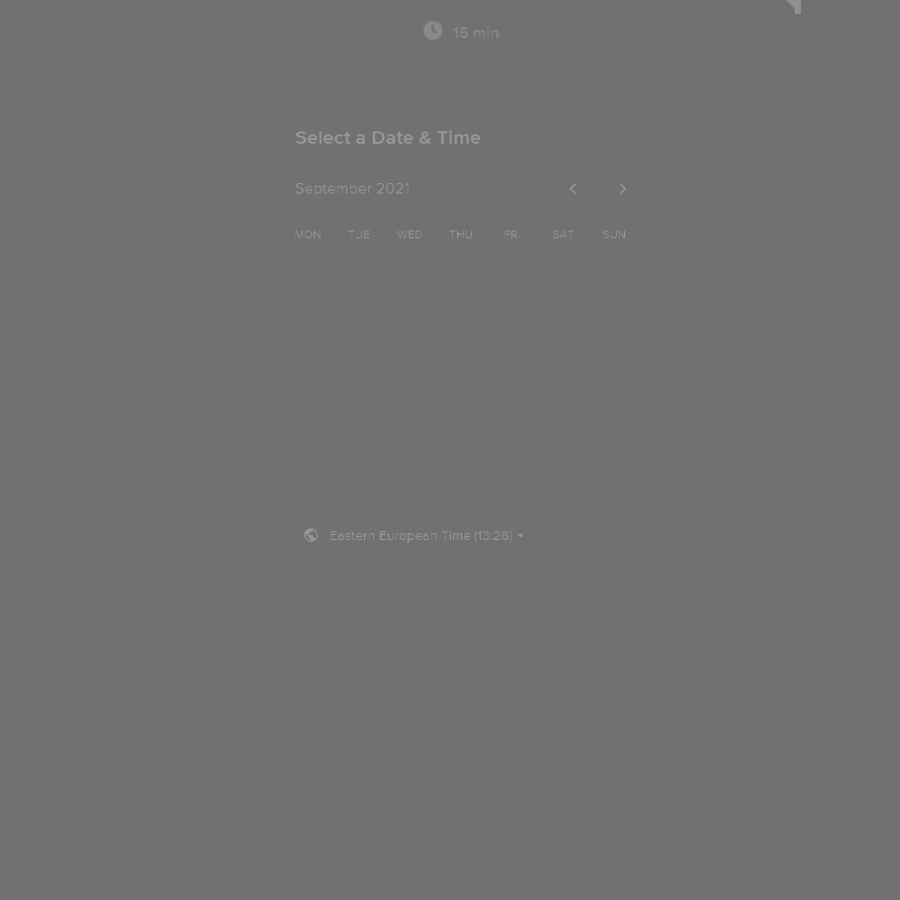 15 min
Select a Date & Time
September 2021
MON TUE WED THU FRI SAT SUN
Eastern European Time (13:26)